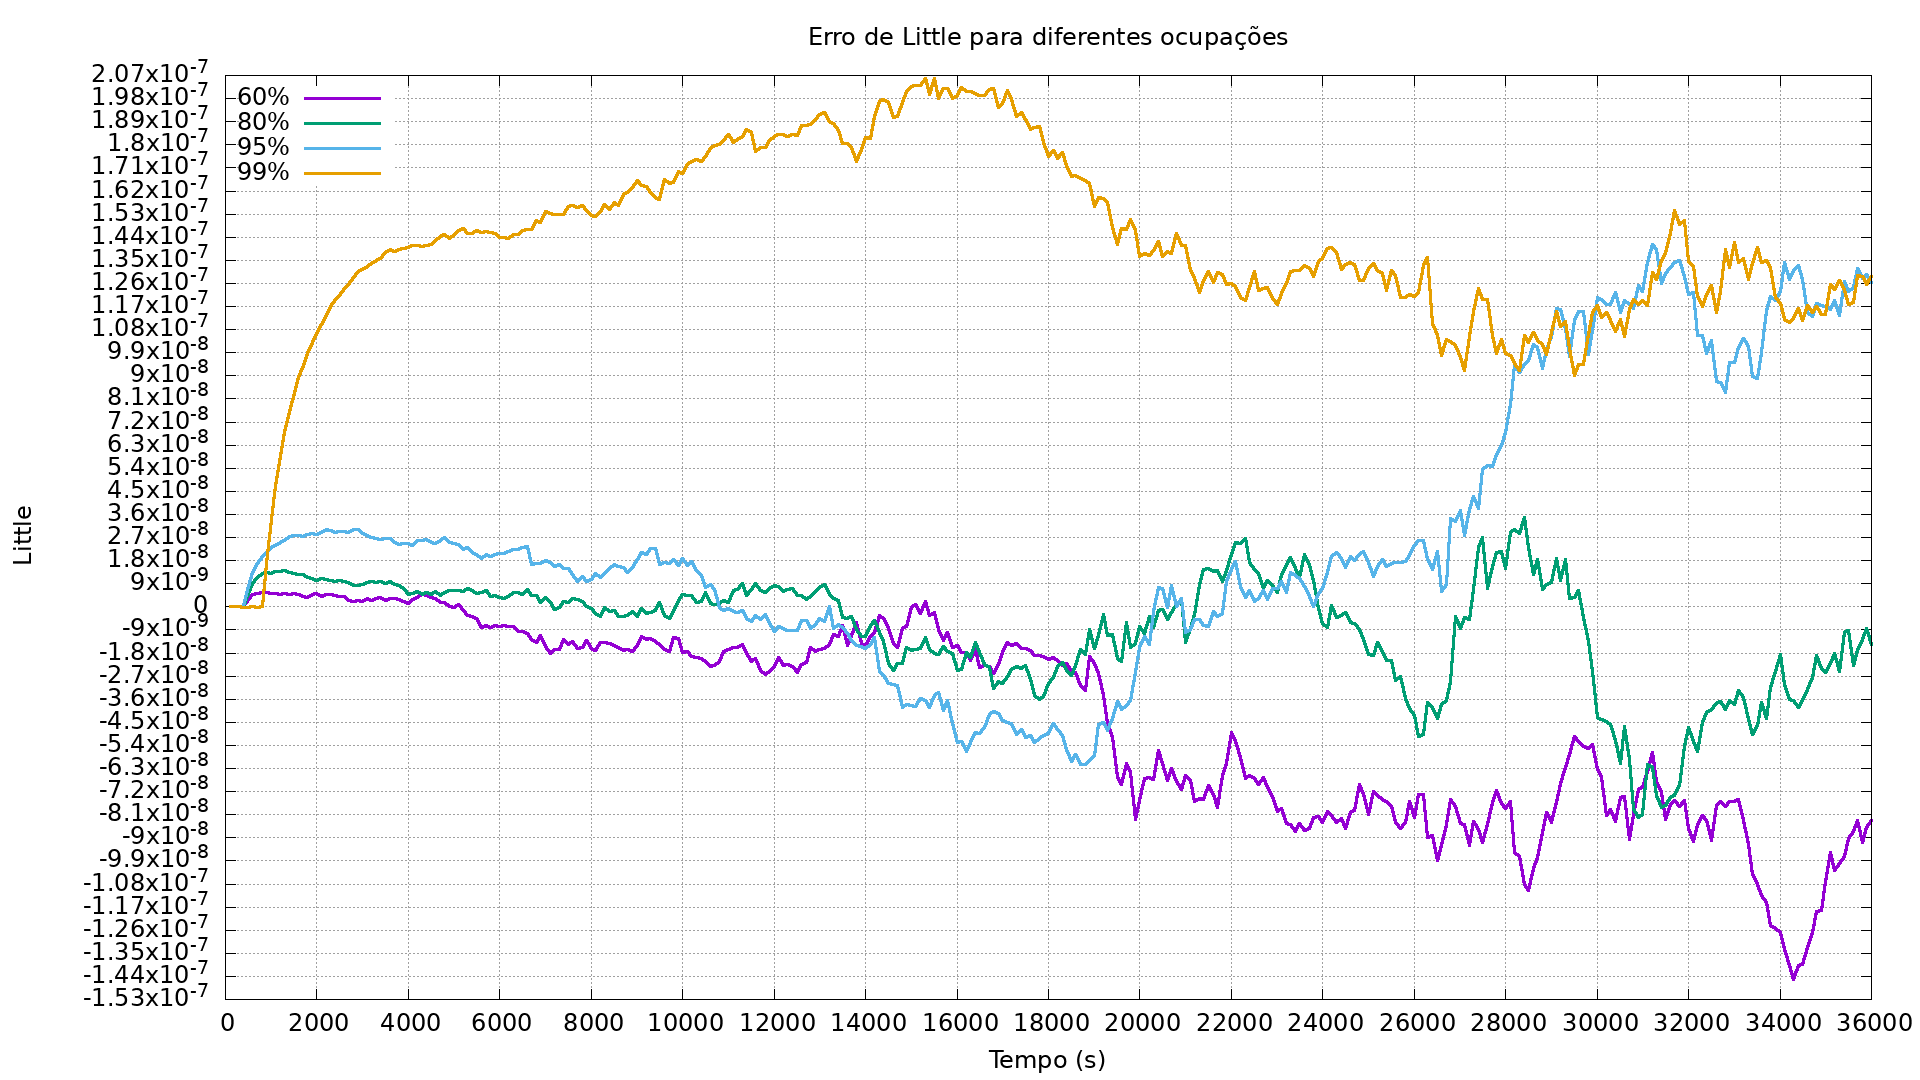 Erro de Little para diferentes ocupações
2.07x10^-7
1.98x10^-7
1.89x10^-7
1.8x10^-7
1.71x10^-7
1.62x10^-7
1.53x10^-7
1.44x10^-7
1.35x10^-7
1.26x10^-7
1.17x10^-7
1.08x10^-7
9.9x10^-8
9x10^-8
8.1x10^-8
7.2x10^-8
6.3x10^-8
5.4x10^-8
4.5x10^-8
3.6x10^-8
2.7x10^-8
1.8x10^-8
9x10^-9
0
-9x10^-9
-1.8x10^-8
-2.7x10^-8
-3.6x10^-8
-4.5x10^-8
-5.4x10^-8
-6.3x10^-8
-7.2x10^-8
-8.1x10^-8
-9x10^-8
-9.9x10^-8
-1.08x10^-7
-1.17x10^-7
-1.26x10^-7
-1.35x10^-7
-1.44x10^-7
-1.53x10^-7
60%
80%
95%
99%
Little
0 2000 4000 6000 8000 10000 12000 14000 16000 18000 20000 22000 24000 26000 28000 30000 32000 34000 36000
Tempo (s)